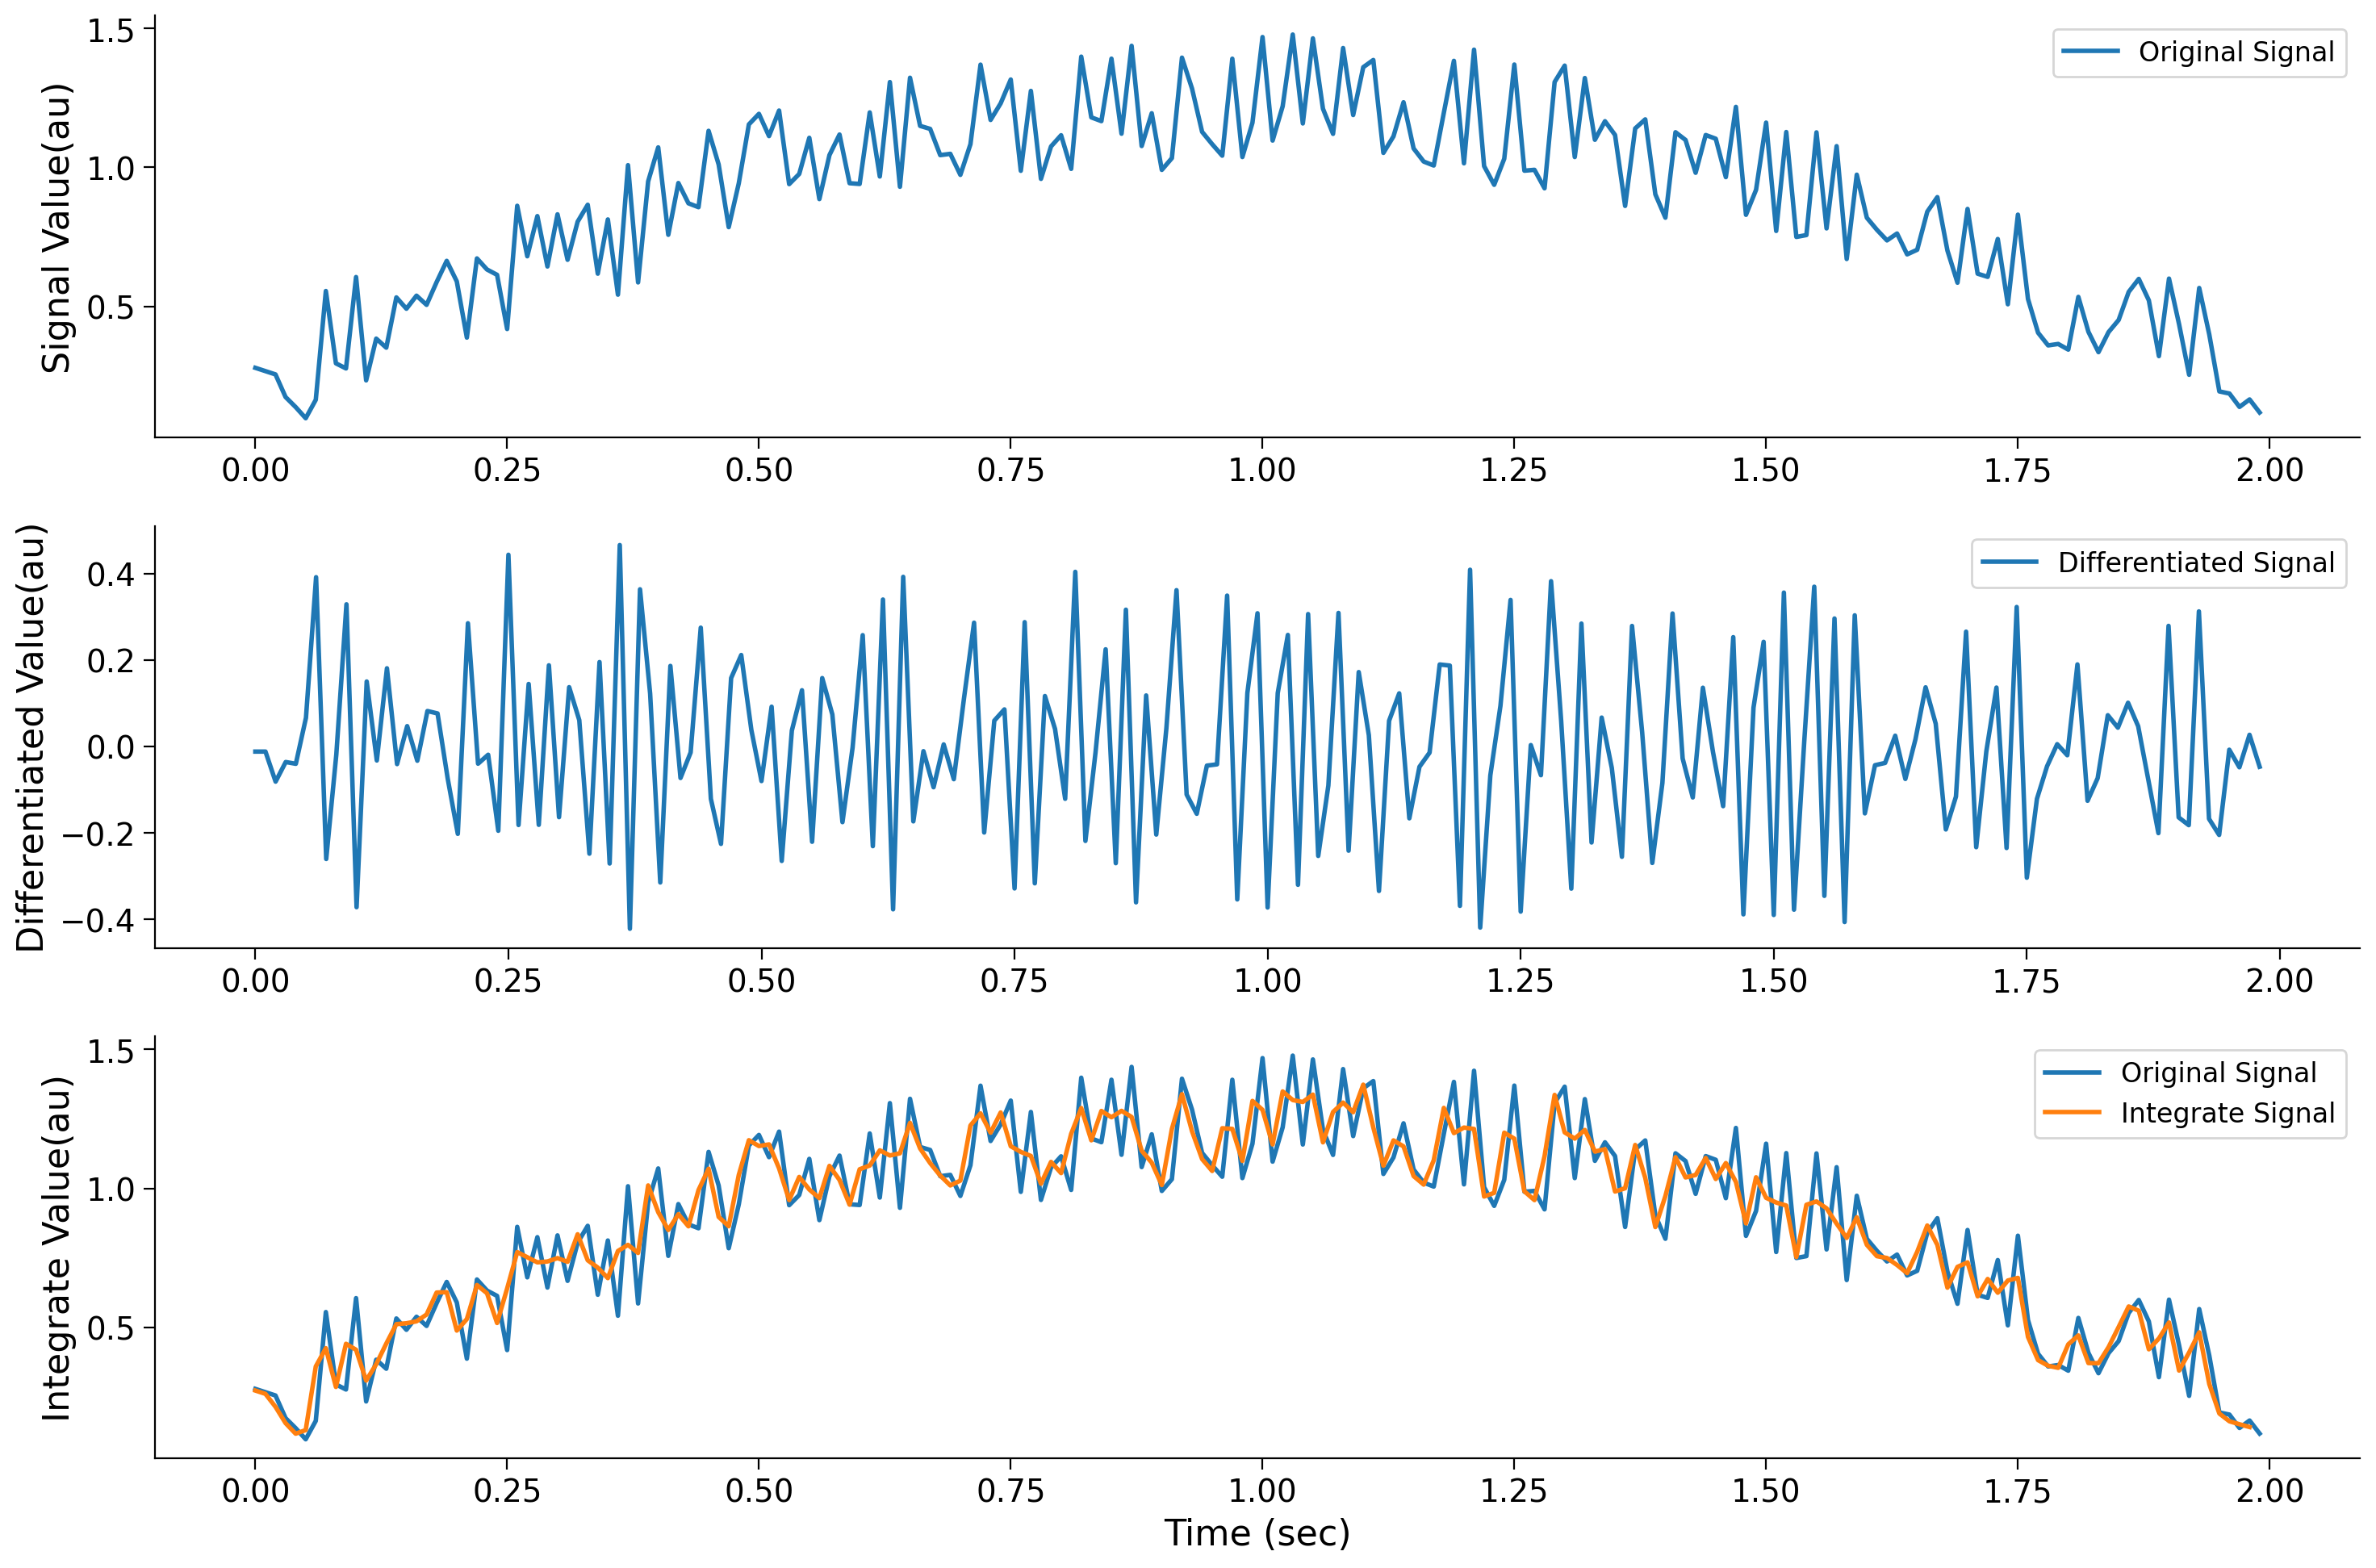 Signal Value(au)
1.5
1.0
0.5
Original Signal
0.00 0.25 0.50 0.75 1.00 1.25 1.50 1.75 2.00
Differentiated Value(au)
0.4
0.2
0.0
−0.2
−0.4
Differentiated Signal
0.00 0.25 0.50 0.75 1.00 1.25 1.50 1.75 2.00
Integrate Value(au)
1.5
1.0
0.5
Original Signal
Integrate Signal
0.00 0.25 0.50 0.75 1.00 1.25 1.50 1.75 2.00
Time (sec)